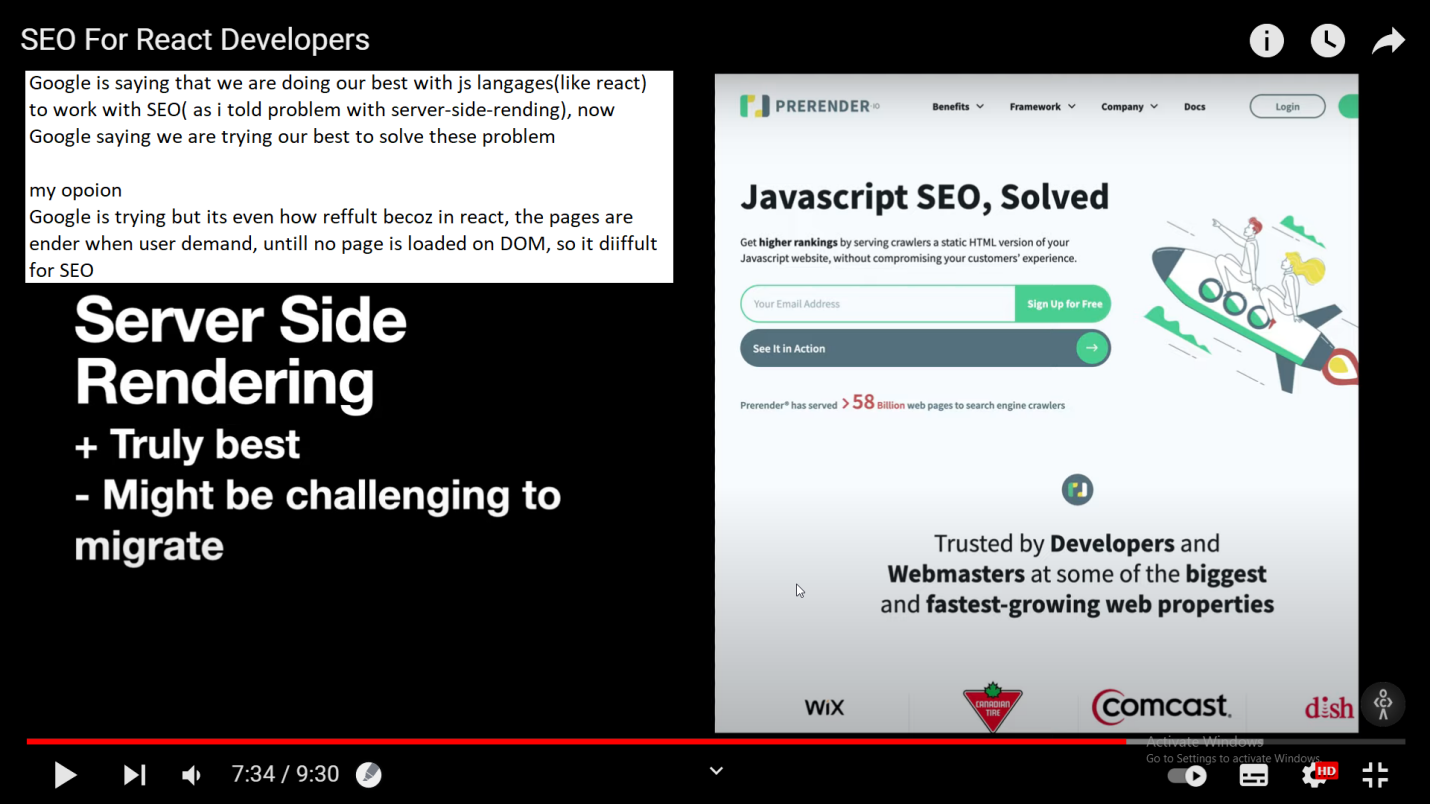 SEO For React Developers
Google is saying that we are doing our best with js langages(like react)
to work with SEO( as i told problem with server-side-rending), now
Google saying we are trying our best to solve these problem
my opoion
Google is trying but its even how reffult becoz in react, the pages are
ender when user demand, untill no page is loaded on DOM, so it diiffult
for SEO
Server Side
Rendering
+ Truly best
- Might be challenging to
migrate
PRERENDER.IO
Benefits Framework Company Docs Login
Javascript SEO, Solved
Get higher rankings by serving crawlers a static HTML version of your
Javascript website, without compromising your customers' experience.
Your Email Address Sign Up for Free
See It in Action
Prerender® has served >58 Billion web pages to search engine crawlers
Trusted by Developers and
Webmasters at some of the biggest
and fastest-growing web properties
WiX CANADIAN TIRE COMCAST. dish
Activate Windows
Go to Settings to activate Windows.
7:34 / 9:30
HD